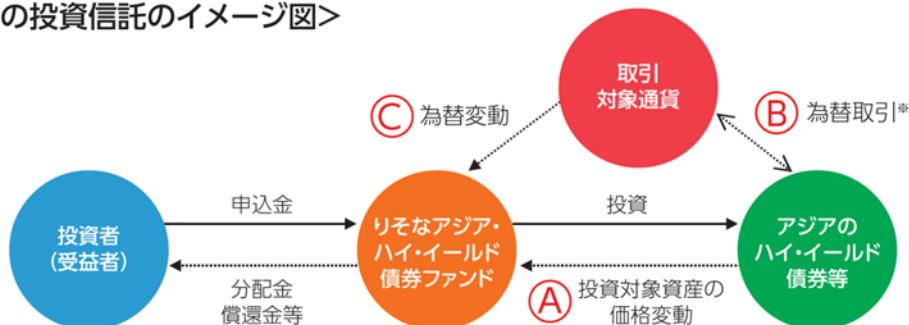 の投資信託のイメージ図>
取引
対象通貨
C 為替変動
B 為替取引※
投資者
(受益者)
申込金
りそなアジア・
ハイ・イールド
債券ファンド
投資
アジアの
ハイ・イールド
債券等
分配金
償還金等
A 投資対象資産の
価格変動